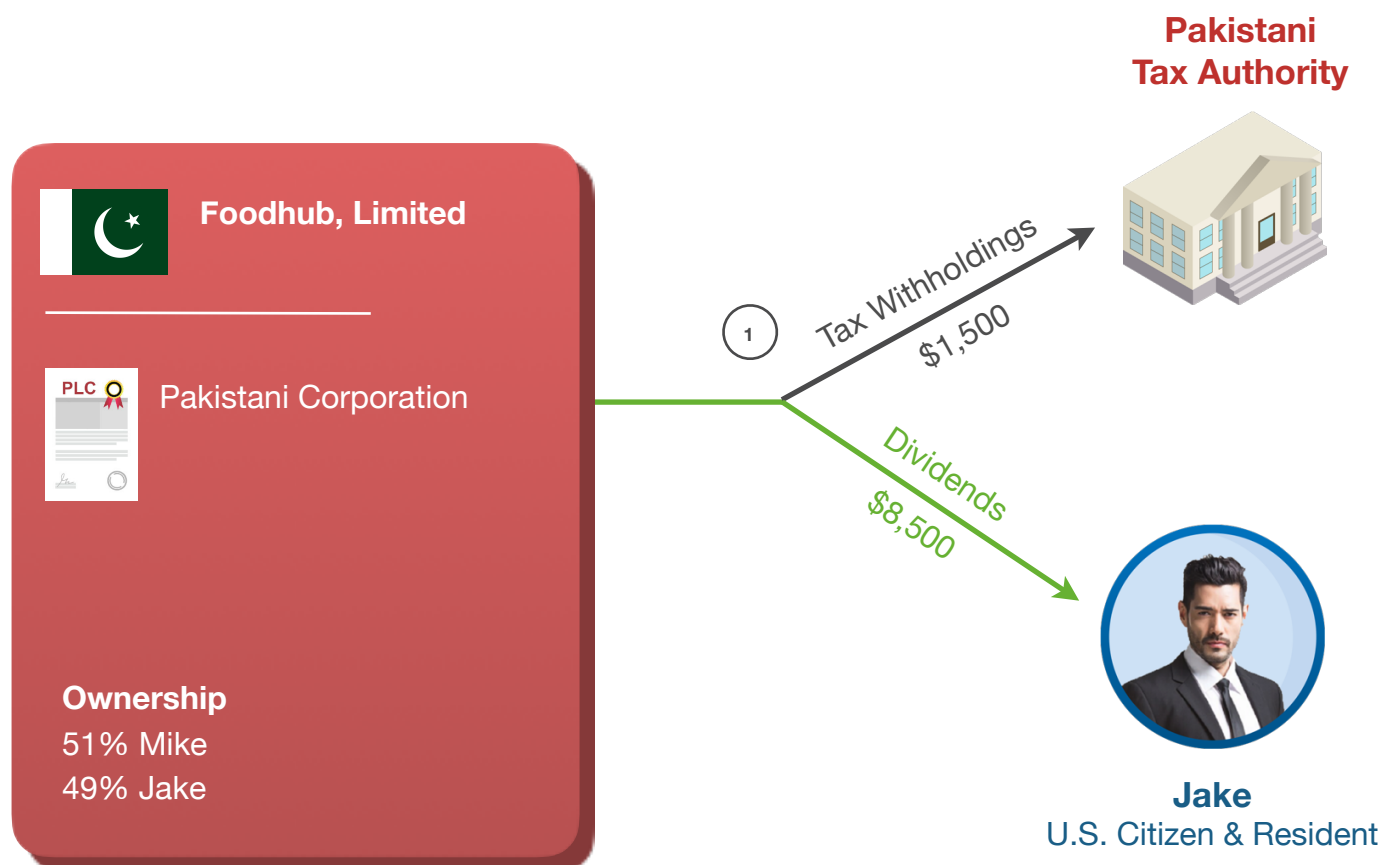 Pakistani
Tax Authority
Foodhub, Limited
PLC
Pakistani Corporation
1
Tax Withholdings
$1,500
Dividends
$8,500
Ownership
51% Mike
49% Jake
Jake
U.S. Citizen & Resident